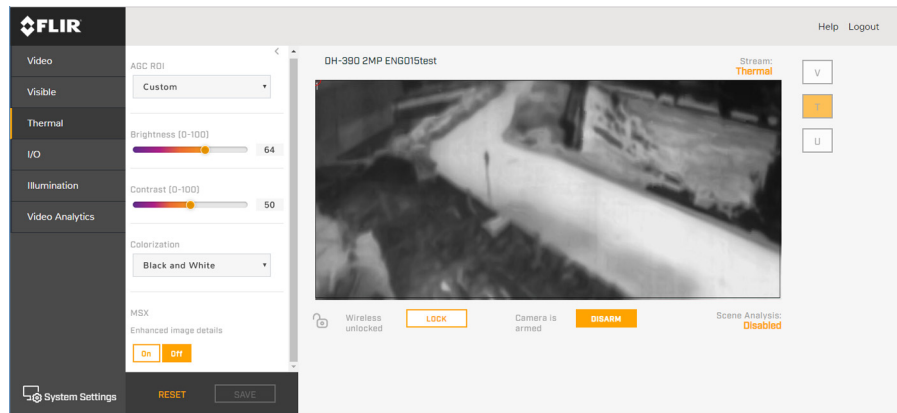 FLIR
Help Logout
Video
Visible
Thermal
I/O
Illumination
Video Analytics
System Settings
AGC ROI
Custom
Brightness (0-100)
64
Contrast (0-100)
50
Colorization
Black and White
MSX
Enhanced image details
On Off
RESET SAVE
DH-390 2MP ENG015test
Stream:
Thermal
V
T
U
Wireless
unlocked
LOCK
Camera is
armed
DISARM
Scene Analysis:
Disabled